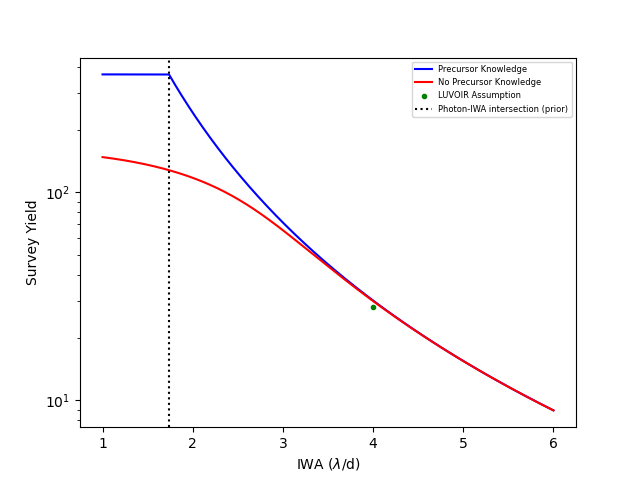 Precursor Knowledge
No Precursor Knowledge
LUVOIR Assumption
Photon-IWA intersection (prior)
Survey Yield
10²
10¹
1 2 3 4 5 6
IWA (λ/d)